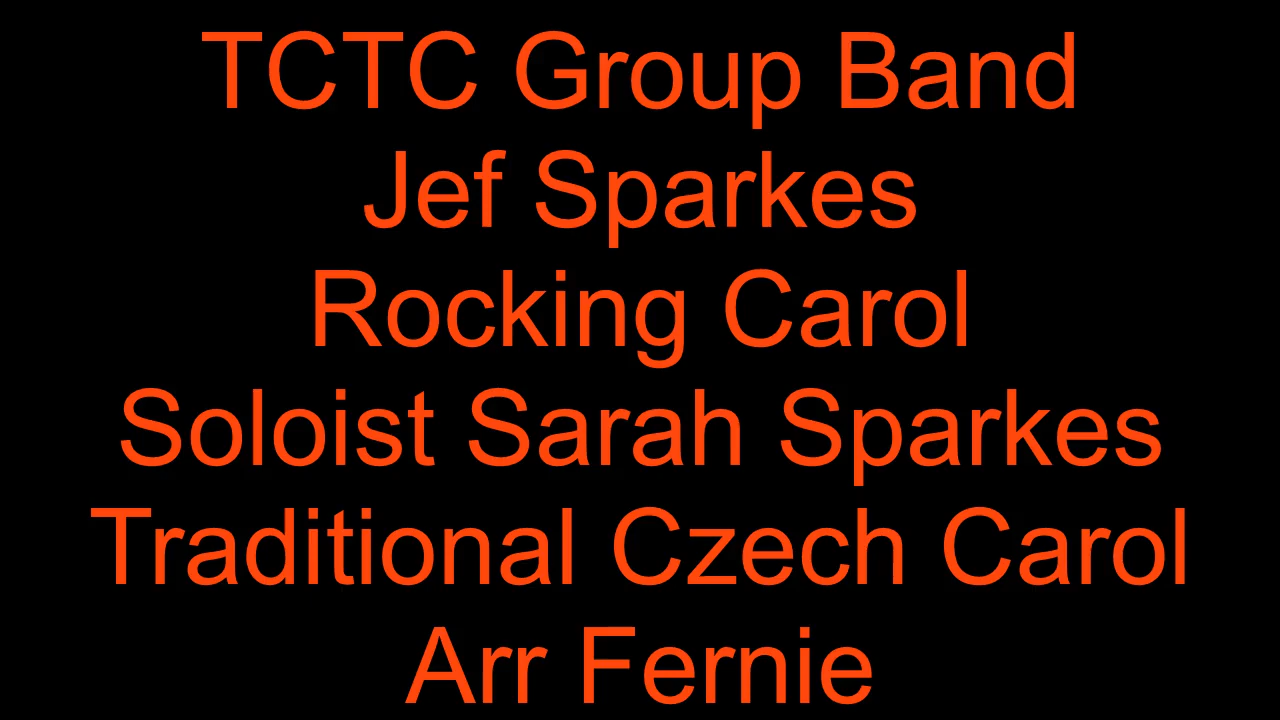 TCTC Group Band
Jef Sparkes
Rocking Carol
Soloist Sarah Sparkes
Traditional Czech Carol
Arr Fernie